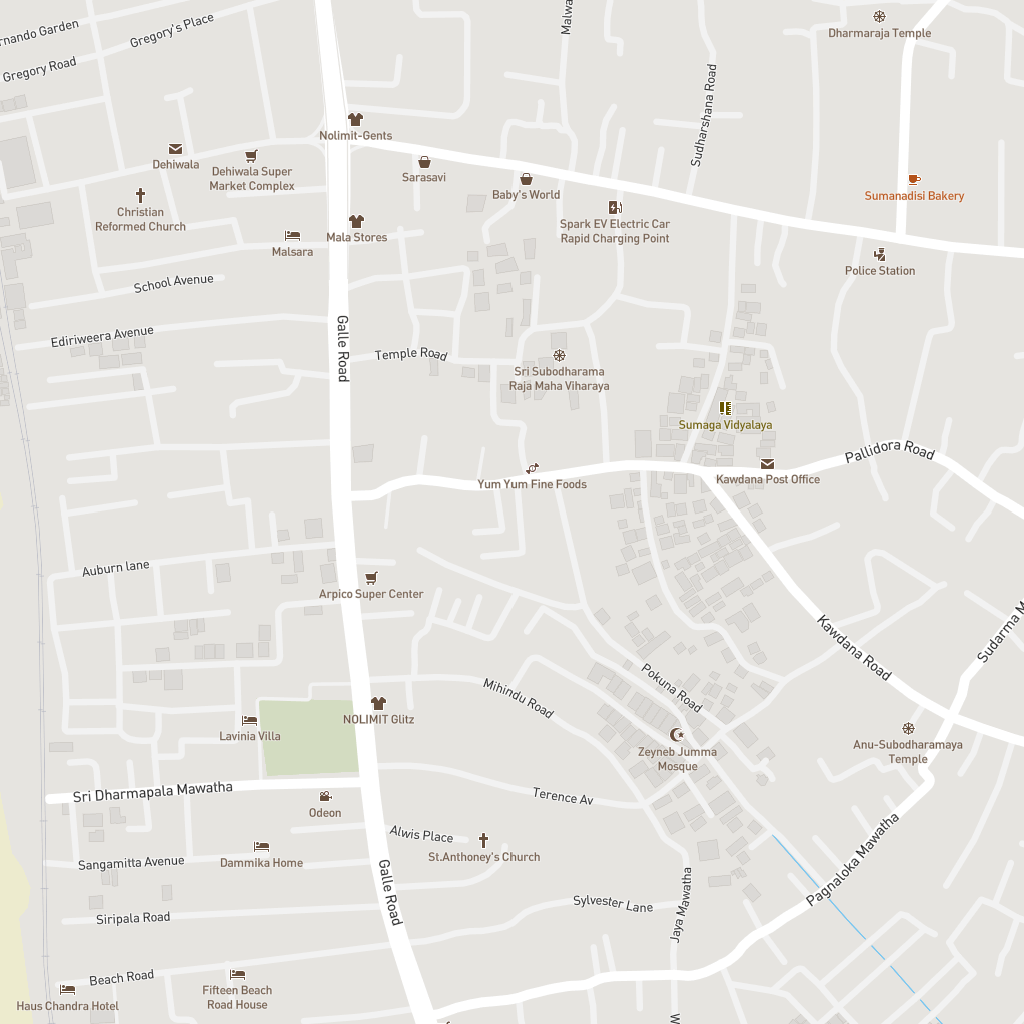 Gregory's Place
Gregory Road
Dharmaraja Temple
Sudharshana Road
Nolimit-Gents
Dehiwala
Dehiwala Super
Market Complex
Sarasavi
Baby's World
Sumanadisi Bakery
Christian
Reformed Church
Spark EV Electric Car
Rapid Charging Point
Mala Stores
Malsara
Police Station
School Avenue
Ediriweera Avenue
Galle Road
Temple Road
Sri Subodharama
Raja Maha Viharaya
Sumaga Vidyalaya
Pallidora Road
Yum Yum Fine Foods
Kawdana Post Office
Auburn lane
Arpico Super Center
Kawdana Road
Pokuna Road
Mihindu Road
NOLIMIT Glitz
Lavinia Villa
Zeyneb Jumma
Mosque
Anu-Subodharamaya
Temple
Sri Dharmapala Mawatha
Terence Av
Odeon
Alwis Place
St.Anthoney's Church
Sangamitta Avenue
Dammika Home
Galle Road
Pagnaloka Mawatha
Siripala Road
Sylvester Lane
Jaya Mawatha
Beach Road
Fifteen Beach
Road House
Haus Chandra Hotel